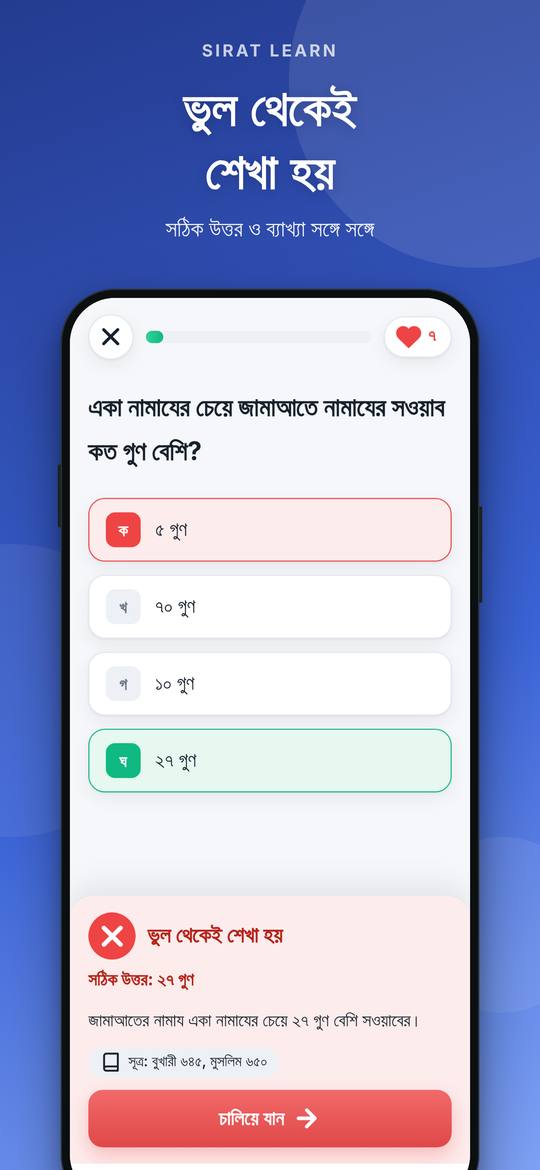 SIRAT LEARN
ভুল থেকেই
শেখা হয়
সঠিক উত্তর ও ব্যাখ্যা সঙ্গে সঙ্গে
৭
একা নামাযের চেয়ে জামাআতে নামাযের সওয়াব
কত গুণ বেশি?
ক ৫ গুণ
খ ৭০ গুণ
গ ১০ গুণ
ঘ ২৭ গুণ
ভুল থেকেই শেখা হয়
সঠিক উত্তর: ২৭ গুণ
জামাআতের নামায একা নামাযের চেয়ে ২৭ গুণ বেশি সওয়াবের।
সূত্র: বুখারী ৬৪৫, মুসলিম ৬৫০
চালিয়ে যান